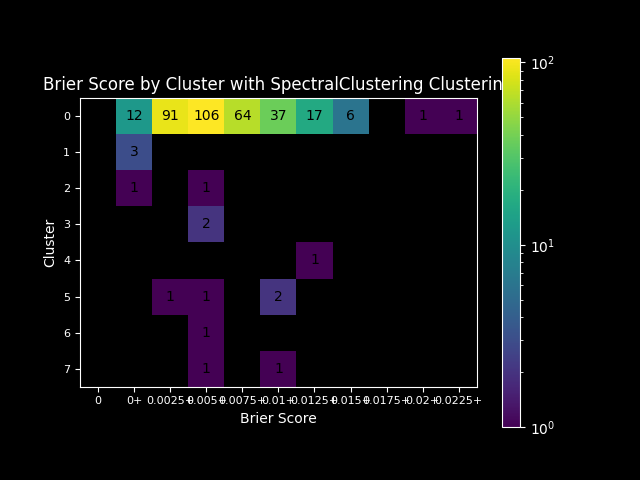 Brier Score by Cluster with SpectralClustering Clusterin
10²
0 12 91 106 64 37 17 6 1 1
1 3
2 1 1
3 2
10¹
4 1
5 1 1 2
6 1
7 1 1
Cluster
10⁰
0 0+ 0.0025+ 0.005+ 0.0075+ 0.01+ 0.0125+ 0.015+ 0.0175+ 0.02+ 0.0225+
Brier Score